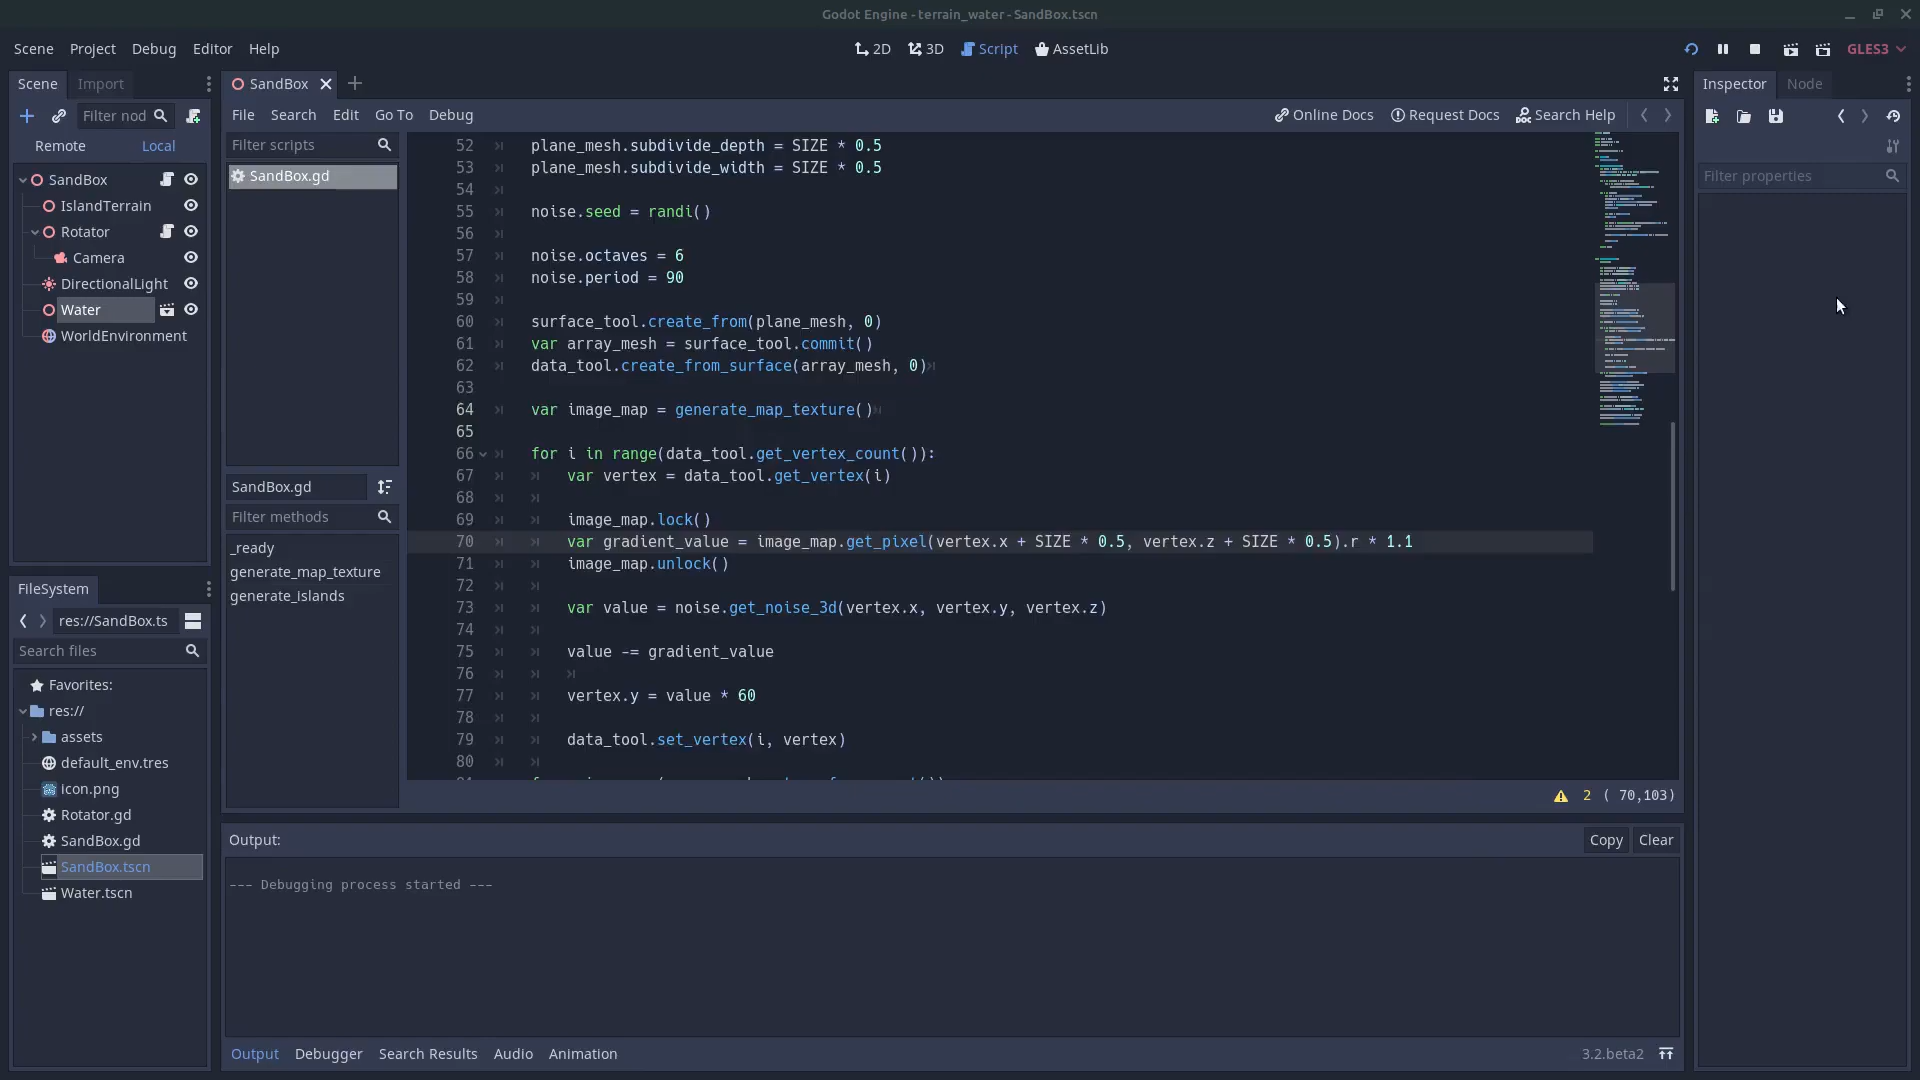 Godot Engine - terrain_water - SandBox.tscn
Scene Project Debug Editor Help
2D 3D Script AssetLib
GLES3
Scene Import
Filter nod
Remote Local
SandBox
IslandTerrain
Rotator
Camera
DirectionalLight
Water
WorldEnvironment
FileSystem
res://SandBox.ts
Search files
Favorites:
res://
assets
default_env.tres
icon.png
Rotator.gd
SandBox.gd
SandBox.tscn
Water.tscn
SandBox
File Search Edit Go To Debug
Online Docs Request Docs Search Help
Filter scripts
SandBox.gd
SandBox.gd
Filter methods
_ready
generate_map_texture
generate_islands
52 plane_mesh.subdivide_depth = SIZE * 0.5
53 plane_mesh.subdivide_width = SIZE * 0.5
54
55 noise.seed = randi()
56
57 noise.octaves = 6
58 noise.period = 90
59
60 surface_tool.create_from(plane_mesh, 0)
61 var array_mesh = surface_tool.commit()
62 data_tool.create_from_surface(array_mesh, 0)
63
64 var image_map = generate_map_texture()
65
66 for i in range(data_tool.get_vertex_count()):
67 var vertex = data_tool.get_vertex(i)
68
69 image_map.lock()
70 var gradient_value = image_map.get_pixel(vertex.x + SIZE * 0.5, vertex.z + SIZE * 0.5).r * 1.1
71 image_map.unlock()
72
73 var value = noise.get_noise_3d(vertex.x, vertex.y, vertex.z)
74
75 value -= gradient_value
76
77 vertex.y = value * 60
78
79 data_tool.set_vertex(i, vertex)
80
2 ( 70,103)
Output:
Copy Clear
--- Debugging process started ---
Output Debugger Search Results Audio Animation
3.2.beta2
Inspector Node
Filter properties